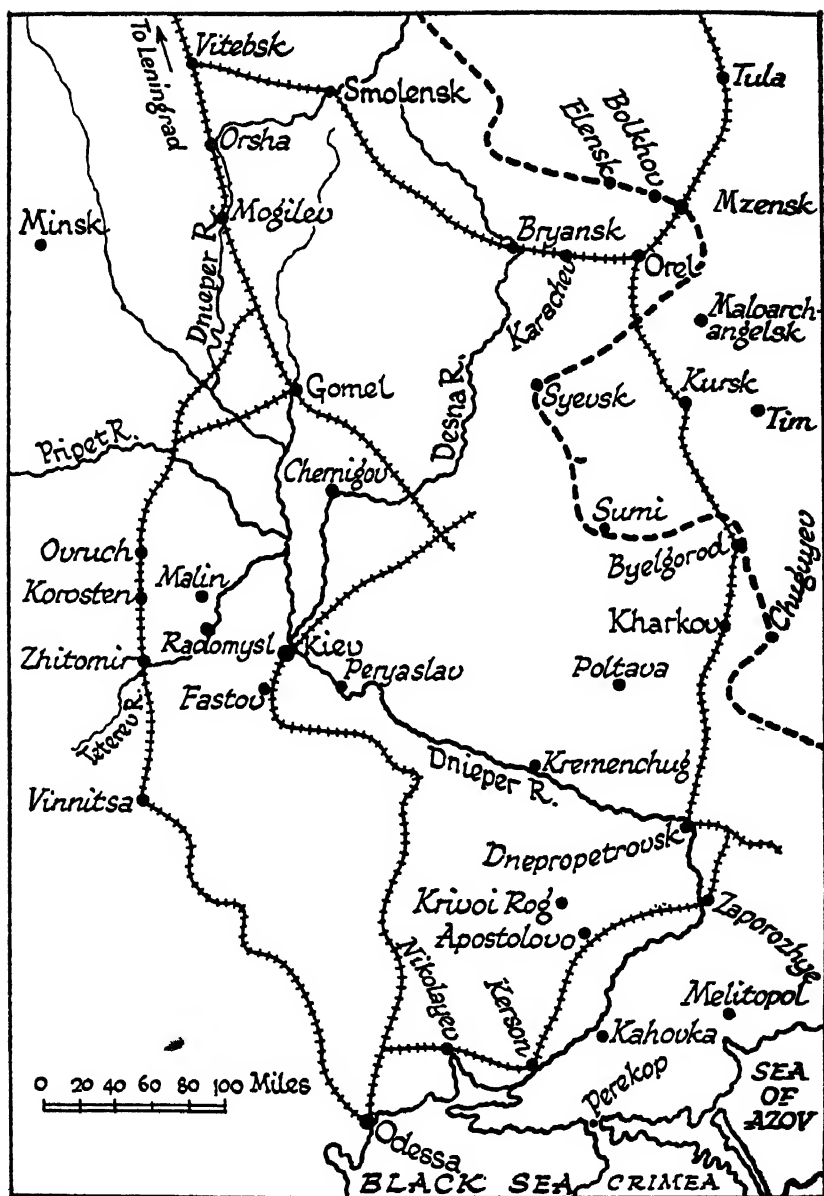 To Leningrad
Vitebsk
Smolensk
Tula
Orsha
Elensk
Bolkhov
Mzensk
Minsk
Mogilev
Dnieper R.
Bryansk
Karachev
Orel
Maloarch-
angelsk
Gomel
Desna R.
Syevsk
Kursk
Tim
Pripet R.
Chernigov
Sumi
Ovruch
Byelgorod
Chuguyev
Malin
Korosten
Kharkov
Radomysl
Kiev
Zhitomir
Peryaslav
Poltava
Fastov
Teterev R.
Dnieper R.
Kremenchug
Vinnitsa
Dnepropetrovsk
Krivoi Rog
Apostolovo
Zaporozhye
Nikolayev
Kerson
Melitopol
Kahovka
Perekop
SEA
OF
AZOV
0 20 40 60 80 100 Miles
Odessa
BLACK SEA
CRIMEA